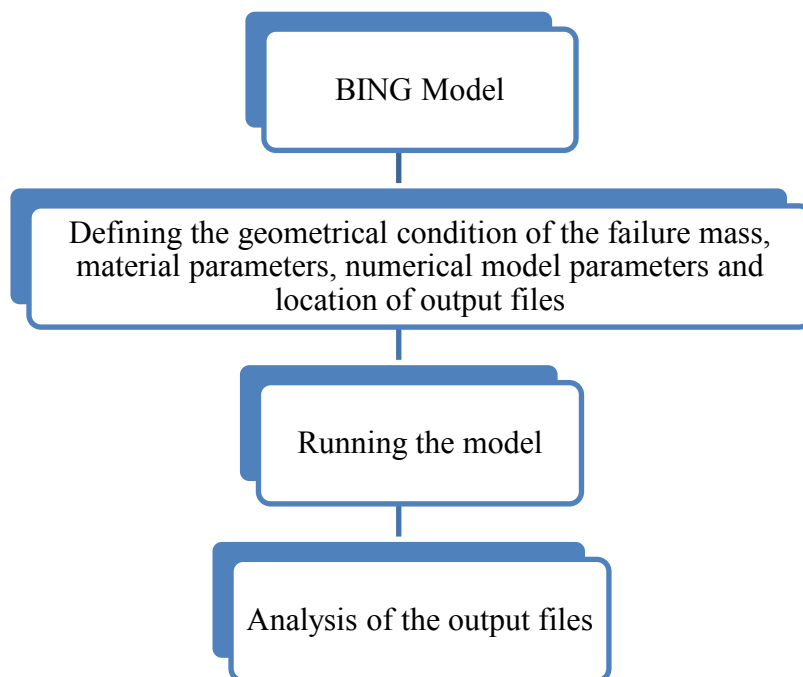 BING Model
Defining the geometrical condition of the failure mass,
material parameters, numerical model parameters and
location of output files
Running the model
Analysis of the output files